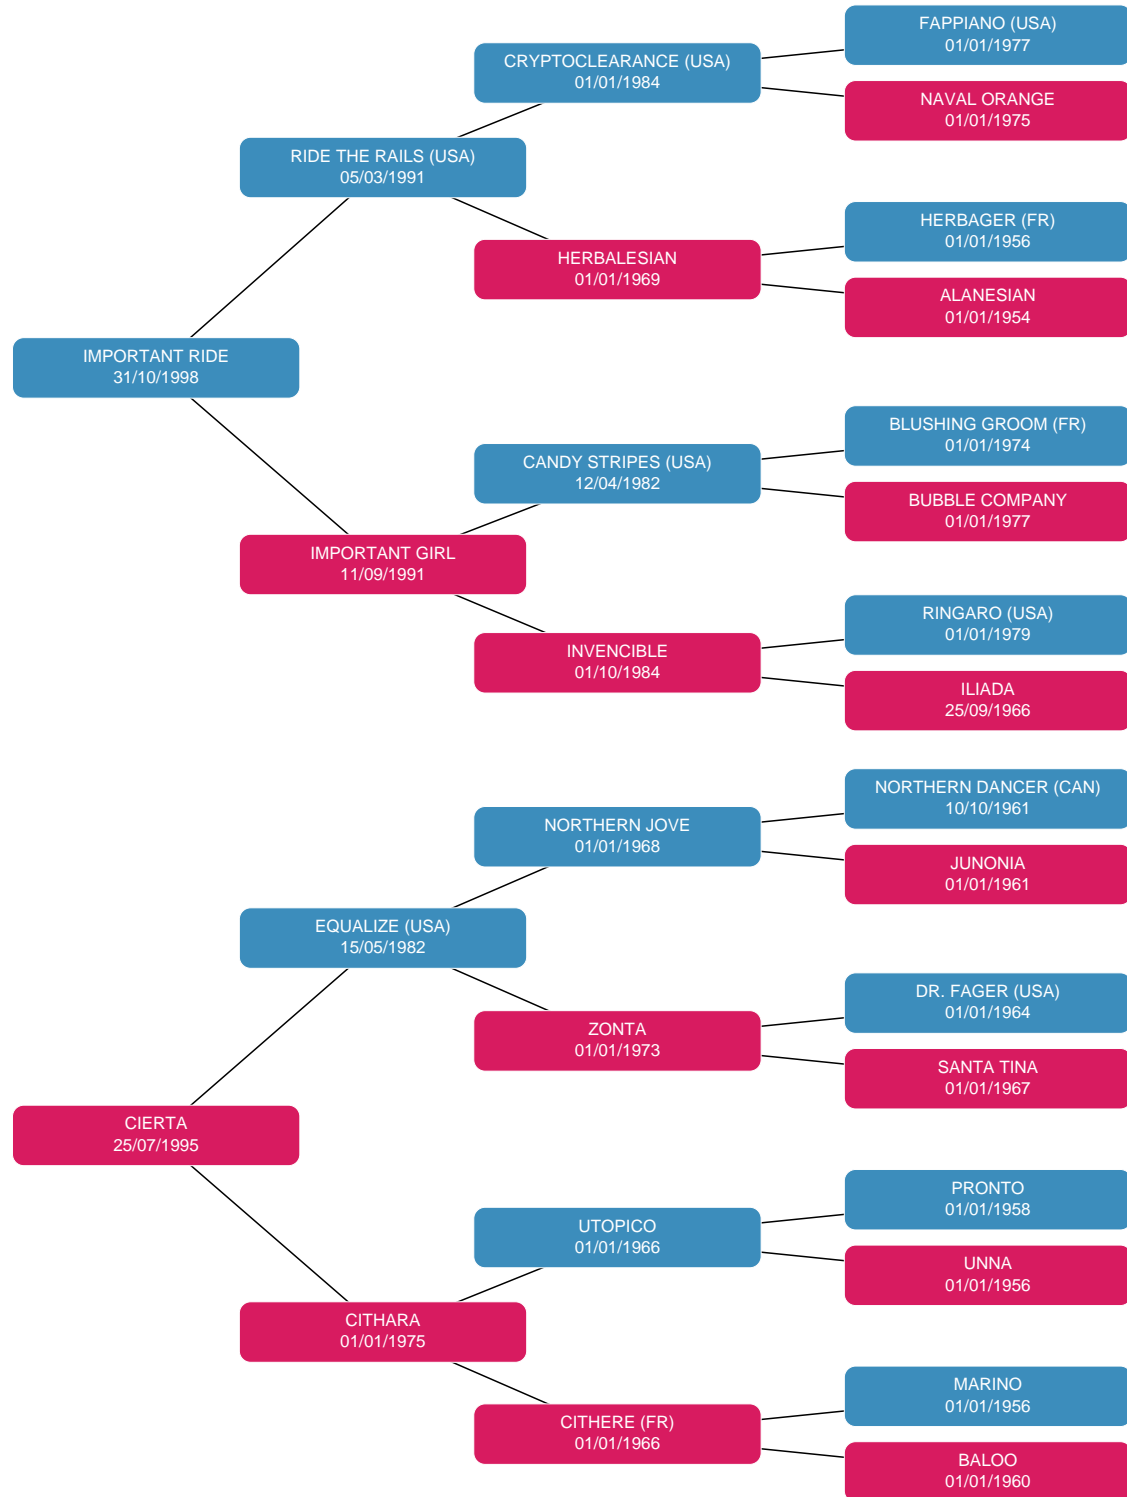 FAPPIANO (USA)
01/01/1977
CRYPTOCLEARANCE (USA)
01/01/1984
NAVAL ORANGE
01/01/1975
RIDE THE RAILS (USA)
05/03/1991
HERBAGER (FR)
01/01/1956
HERBALESIAN
01/01/1969
ALANESIAN
01/01/1954
IMPORTANT RIDE
31/10/1998
BLUSHING GROOM (FR)
01/01/1974
CANDY STRIPES (USA)
12/04/1982
BUBBLE COMPANY
01/01/1977
IMPORTANT GIRL
11/09/1991
RINGARO (USA)
01/01/1979
INVENCIBLE
01/10/1984
ILIADA
25/09/1966
NORTHERN DANCER (CAN)
10/10/1961
NORTHERN JOVE
01/01/1968
JUNONIA
01/01/1961
EQUALIZE (USA)
15/05/1982
DR. FAGER (USA)
01/01/1964
ZONTA
01/01/1973
SANTA TINA
01/01/1967
CIERTA
25/07/1995
PRONTO
01/01/1958
UTOPICO
01/01/1966
UNNA
01/01/1956
CITHARA
01/01/1975
MARINO
01/01/1956
CITHERE (FR)
01/01/1966
BALOO
01/01/1960